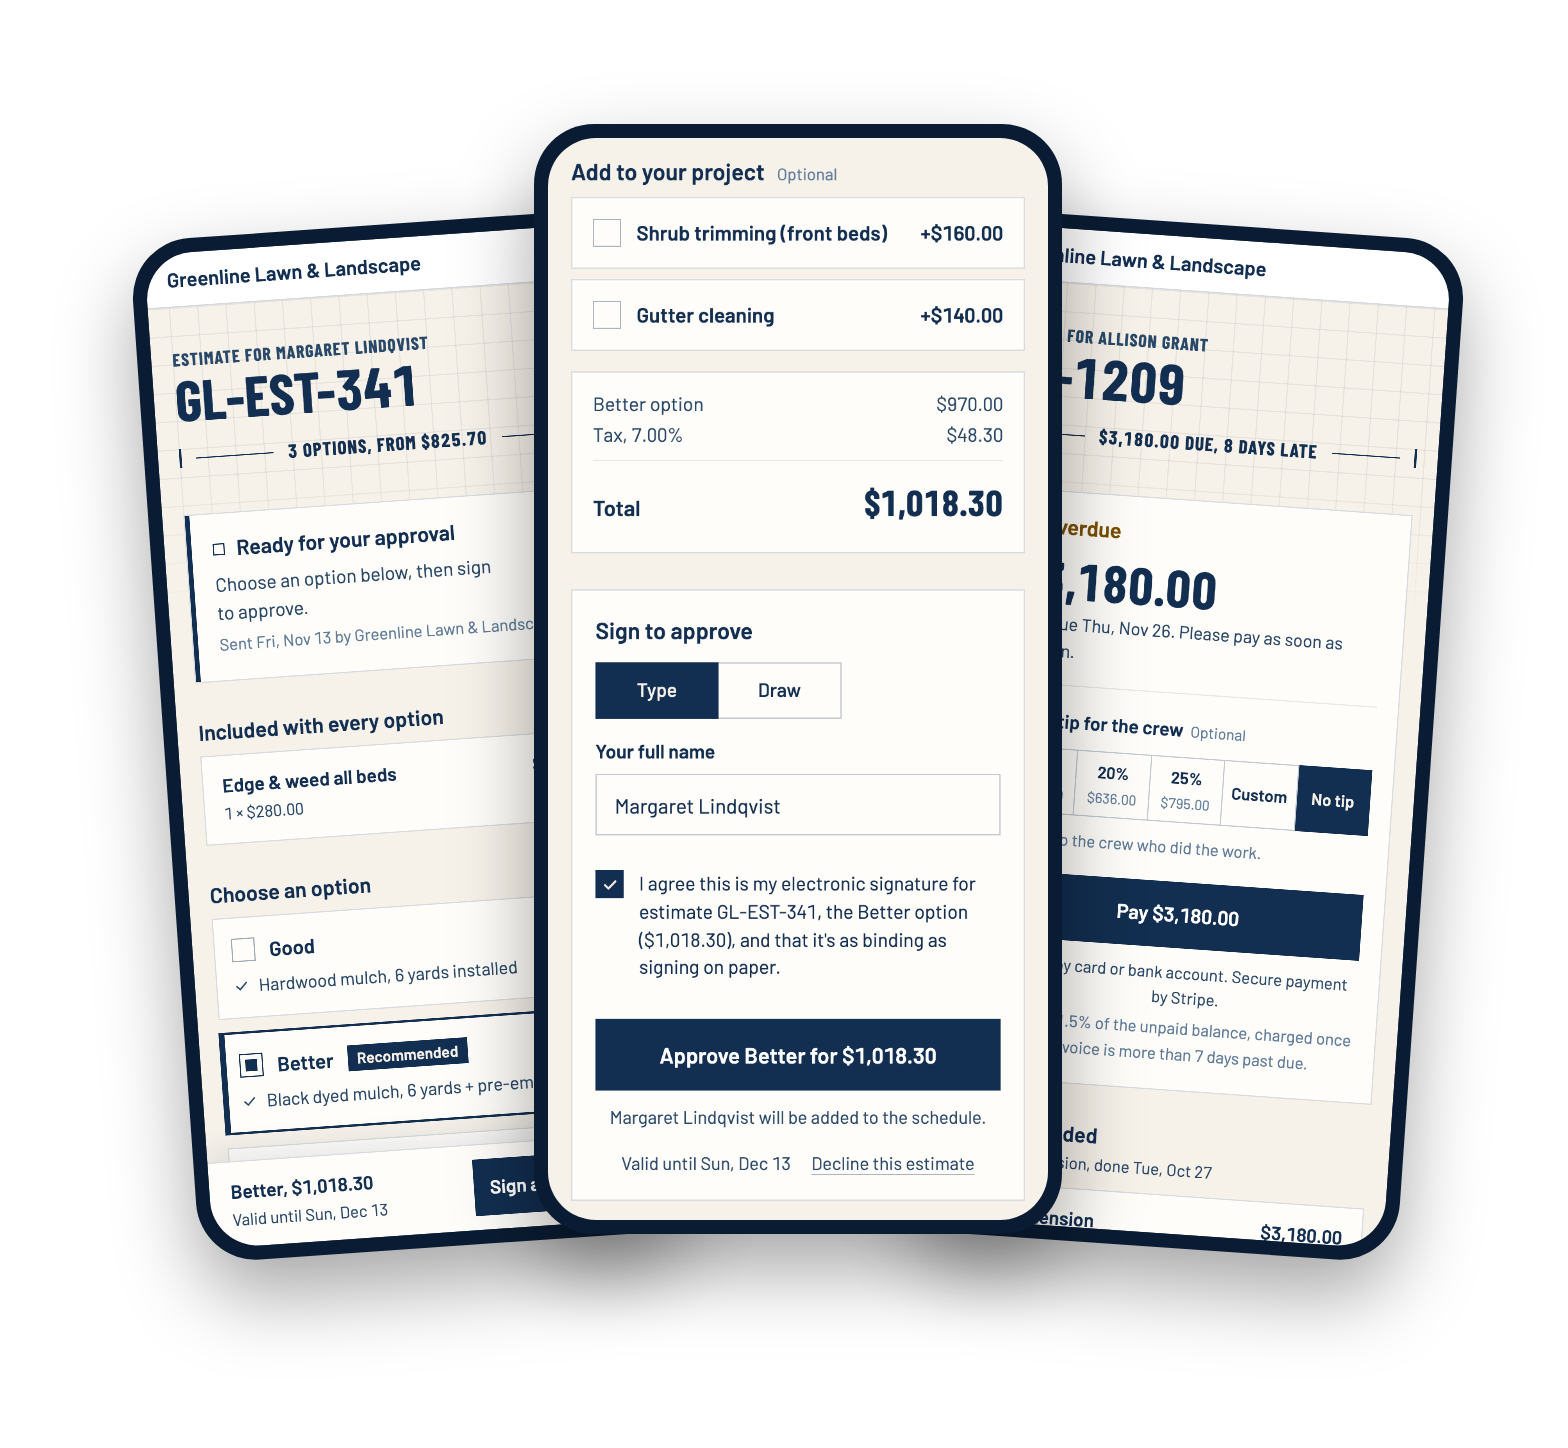 Greenline Lawn & Landscape
ESTIMATE FOR MARGARET LINDQVIST
GL-EST-341
3 OPTIONS, FROM $825.70
Ready for your approval
Choose an option below, then sign
to approve.
Sent Fri, Nov 13 by Greenline Lawn &
Included with every option
Edge & weed all beds
1 × $280.00
Choose an option
Good
Hardwood mulch, 6 yards installed
Better Recommended
Black dyed mulch, 6 yards +
Better, $1,018.30
Valid until Sun, Dec 13
Sign
Add to your project Optional
Shrub trimming (front beds) +$160.00
Gutter cleaning +$140.00
Better option $970.00
Tax, 7.00% $48.30
Total $1,018.30
Sign to approve
Type Draw
Your full name
Margaret Lindqvist
I agree this is my electronic signature for
estimate GL-EST-341, the Better option
($1,018.30), and that it's as binding as
signing on paper.
Approve Better for $1,018.30
Margaret Lindqvist will be added to the schedule.
Valid until Sun, Dec 13 Decline this estimate
Lawn & Landscape
FOR ALLISON GRANT
-1209
$3,180.00 DUE, 8 DAYS LATE
,180.00
Thu, Nov 26. Please pay as soon as
tip for the crew Optional
20% 25% Custom No tip
$636.00 $795.00
the crew who did the work.
Pay $3,180.00
card or bank account. Secure payment
by Stripe.
.5% of the unpaid balance, charged once
is more than 7 days past due.
done Tue, Oct 27
$3,180.00